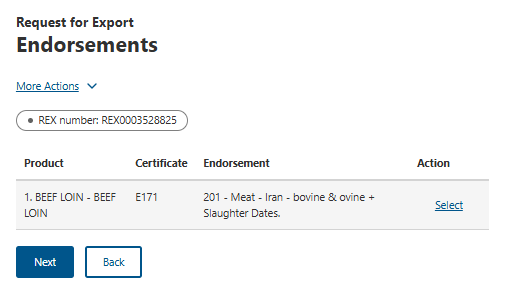 Request for Export
Endorsements
More Actions
REX number: REX0003528825
Product Certificate Endorsement Action
1. BEEF LOIN - BEEF E171 201 - Meat - Iran - bovine & ovine + Select
LOIN Slaughter Dates.
Next Back